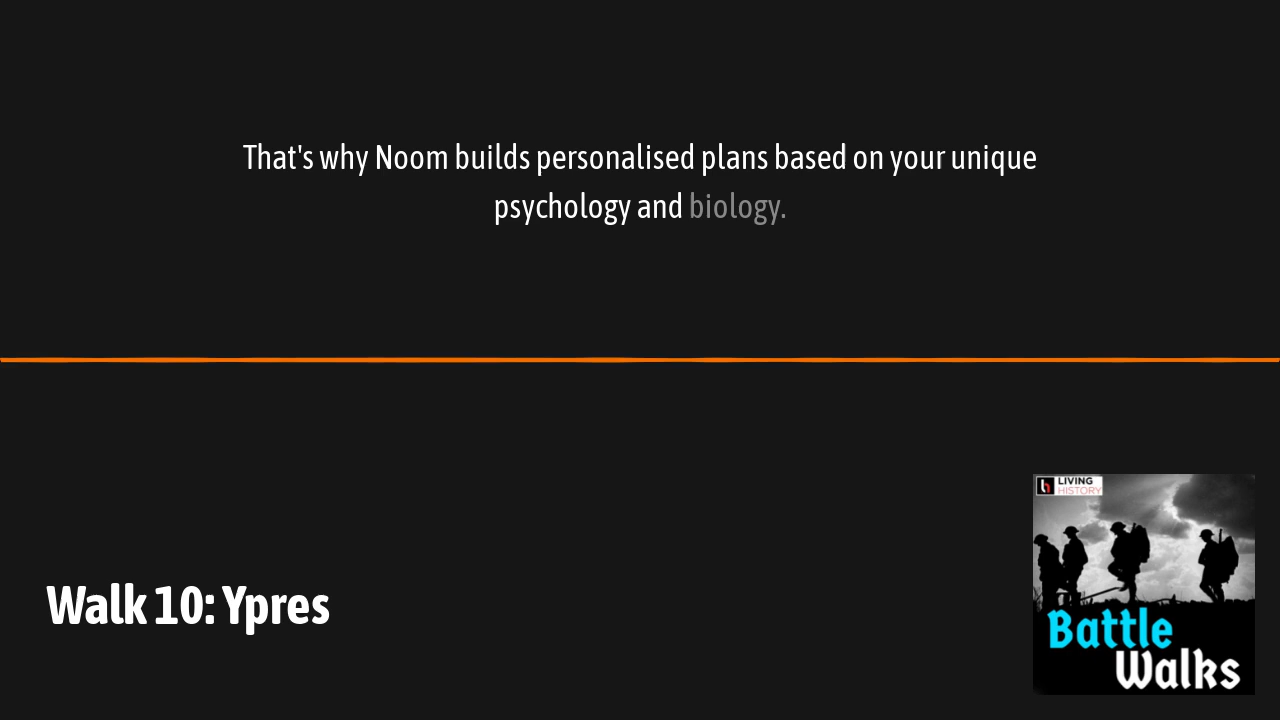 That's why Noom builds personalised plans based on your unique
psychology and biology.
Walk 10: Ypres
LIVING
HISTORY
Battle
Walks